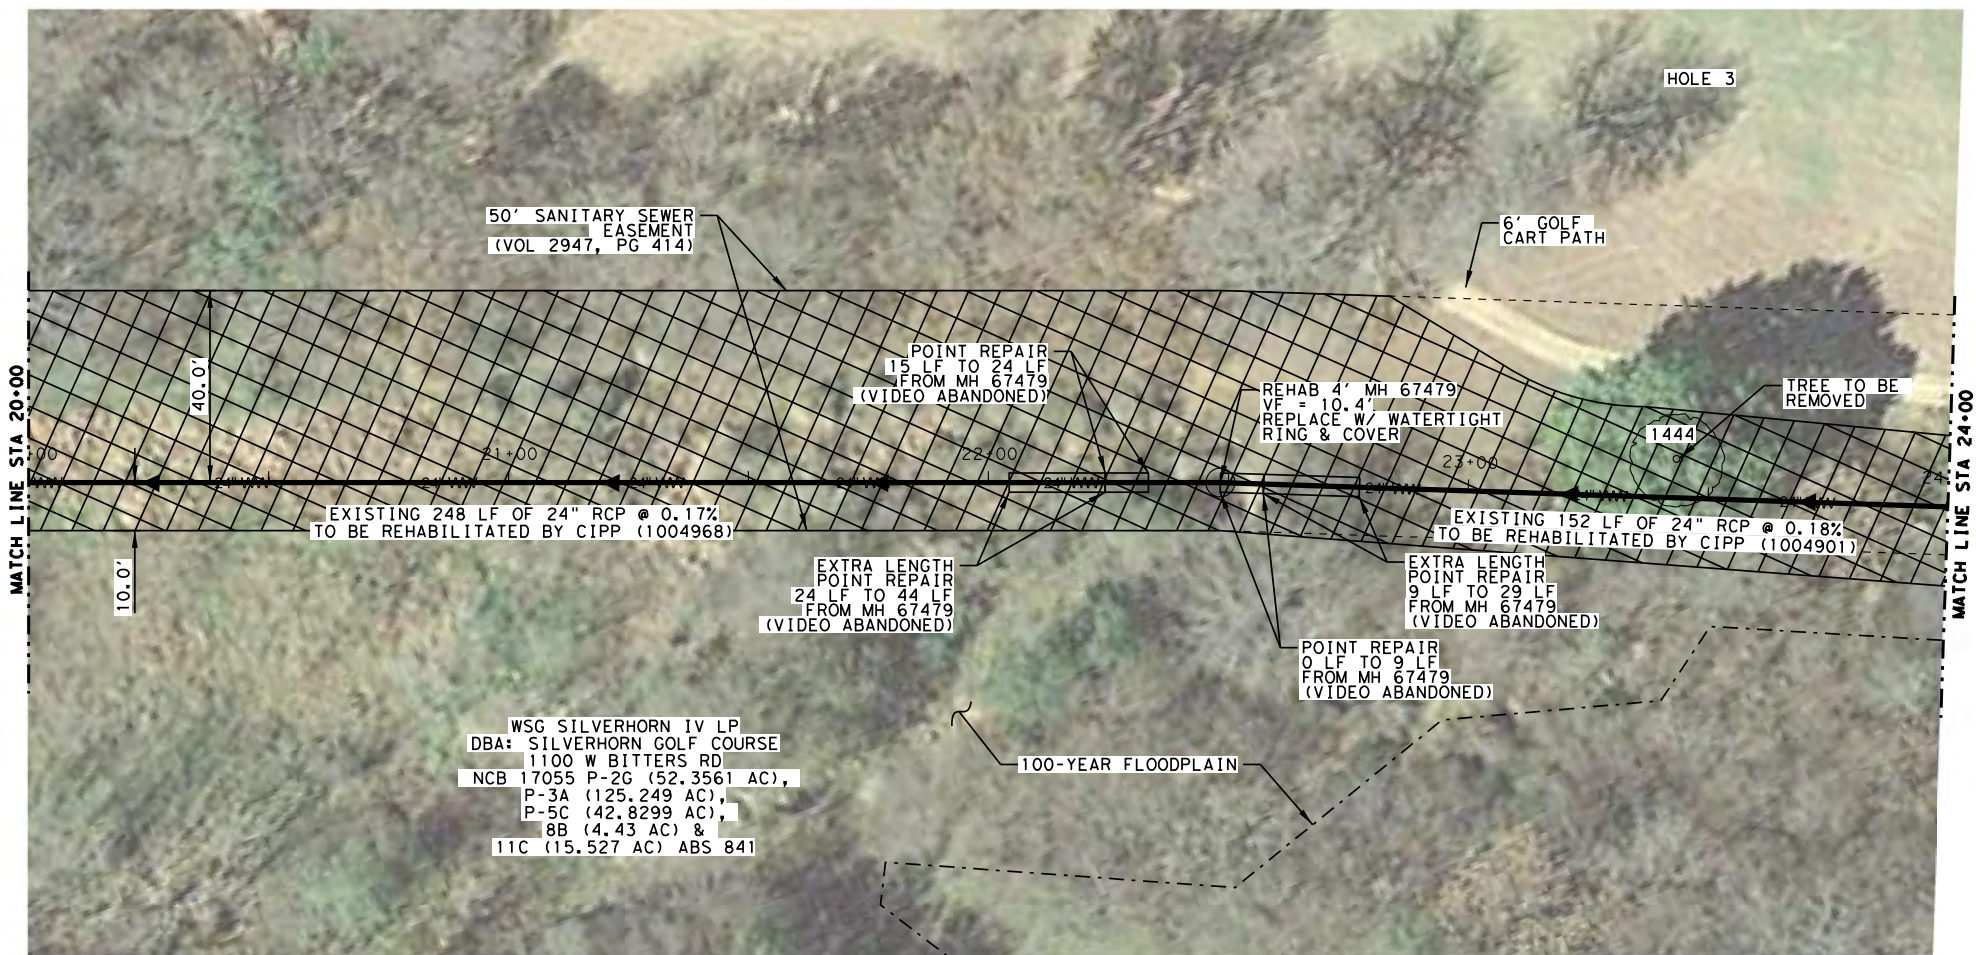 HOLE 3
50' SANITARY SEWER
EASEMENT
(VOL 2947, PG 414)
6' GOLF
CART PATH
MATCH LINE STA 20+00
40.0'
10.0'
POINT REPAIR
15 LF TO 24 LF
FROM MH 67479
(VIDEO ABANDONED)
REHAB 4' MH 67479
VF = 10.4'
REPLACE W/ WATERTIGHT
RING & COVER
TREE TO BE
REMOVED
1444
MATCH LINE STA 24+00
21+00
22+00
23+00
24"
24"
24"
24"
24"
24"
EXISTING 248 LF OF 24" RCP @ 0.17%
TO BE REHABILITATED BY CIPP (1004968)
EXISTING 152 LF OF 24" RCP @ 0.18%
TO BE REHABILITATED BY CIPP (1004901)
EXTRA LENGTH
POINT REPAIR
24 LF TO 44 LF
FROM MH 67479
(VIDEO ABANDONED)
EXTRA LENGTH
POINT REPAIR
9 LF TO 29 LF
FROM MH 67479
(VIDEO ABANDONED)
POINT REPAIR
0 LF TO 9 LF
FROM MH 67479
(VIDEO ABANDONED)
WSG SILVERHORN IV LP
DBA: SILVERHORN GOLF COURSE
1100 W BITTERS RD
NCB 17055 P-2G (52.3561 AC),
P-3A (125.249 AC),
P-5C (42.8299 AC),
8B (4.43 AC) &
11C (15.527 AC) ABS 841
100-YEAR FLOODPLAIN